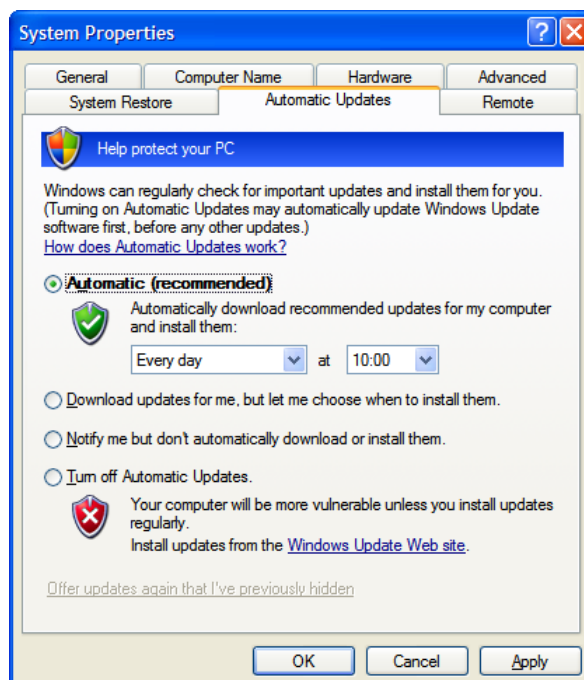 System Properties
General Computer Name Hardware Advanced
System Restore Automatic Updates Remote
Help protect your PC
Windows can regularly check for important updates and install them for you.
(Turning on Automatic Updates may automatically update Windows Update
software first, before any other updates.)
How does Automatic Updates work?
Automatic (recommended)
Automatically download recommended updates for my computer
and install them:
Every day at 10:00
Download updates for me, but let me choose when to install them.
Notify me but don't automatically download or install them.
Turn off Automatic Updates.
Your computer will be more vulnerable unless you install updates
regularly.
Install updates from the Windows Update Web site.
Offer updates again that I've previously hidden
OK Cancel Apply